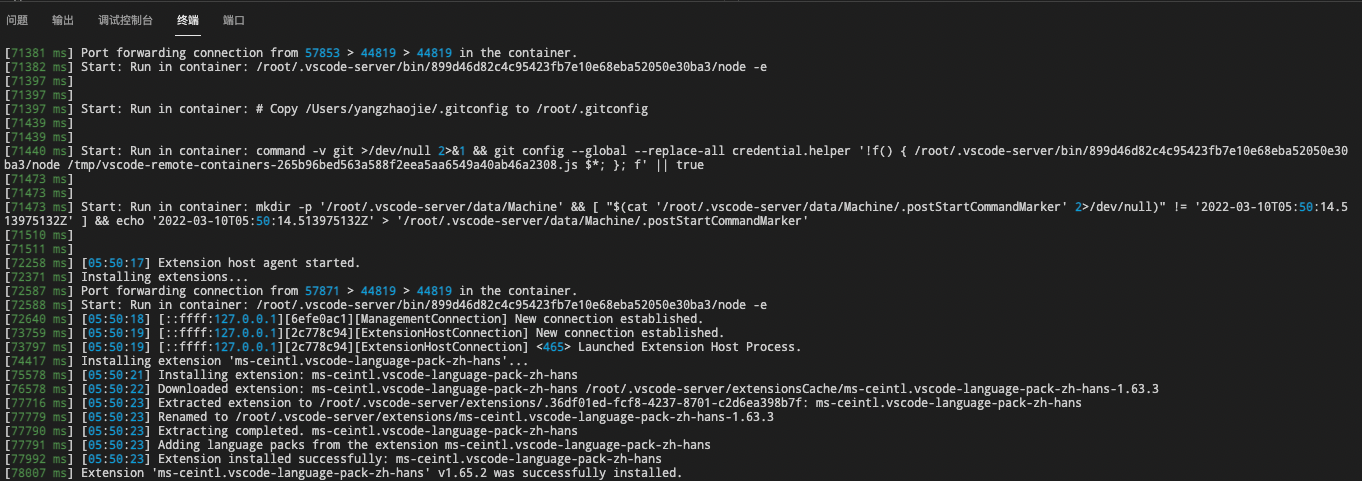 问题 输出 调试控制台 终端 端口
[71381 ms] Port forwarding connection from 57853 > 44819 > 44819 in the container.
[71382 ms] Start: Run in container: /root/.vscode-server/bin/899d46d82c4c95423fb7e10e68eba52050e30ba3/node -e
[71397 ms]
[71397 ms]
[71397 ms] Start: Run in container: # Copy /Users/yangzhaojie/.gitconfig to /root/.gitconfig
[71439 ms]
[71439 ms]
[71440 ms] Start: Run in container: command -v git >/dev/null 2>&1 && git config --global --replace-all credential.helper '!f() { /root/.vscode-server/bin/899d46d82c4c95423fb7e10e68eba52050e30
ba3/node /tmp/vscode-remote-containers-265b96bed563a588f2eea5aa6549a40ab46a2308.js $*; }; f' || true
[71473 ms]
[71473 ms]
[71473 ms] Start: Run in container: mkdir -p '/root/.vscode-server/data/Machine' && [ "$(cat '/root/.vscode-server/data/Machine/.postStartCommandMarker' 2>/dev/null)" != '2022-03-10T05:50:14.5
13975132Z' ] && echo '2022-03-10T05:50:14.513975132Z' > '/root/.vscode-server/data/Machine/.postStartCommandMarker'
[71510 ms]
[71511 ms]
[72258 ms] [05:50:17] Extension host agent started.
[72371 ms] Installing extensions...
[72587 ms] Port forwarding connection from 57871 > 44819 > 44819 in the container.
[72588 ms] Start: Run in container: /root/.vscode-server/bin/899d46d82c4c95423fb7e10e68eba52050e30ba3/node -e
[72640 ms] [05:50:18] [::ffff:127.0.0.1][6efe0ac1][ManagementConnection] New connection established.
[73759 ms] [05:50:19] [::ffff:127.0.0.1][2c778c94][ExtensionHostConnection] New connection established.
[73797 ms] [05:50:19] [::ffff:127.0.0.1][2c778c94][ExtensionHostConnection] <465> Launched Extension Host Process.
[74417 ms] Installing extension 'ms-ceintl.vscode-language-pack-zh-hans'...
[75578 ms] [05:50:21] Installing extension: ms-ceintl.vscode-language-pack-zh-hans
[76578 ms] [05:50:22] Downloaded extension: ms-ceintl.vscode-language-pack-zh-hans /root/.vscode-server/extensionsCache/ms-ceintl.vscode-language-pack-zh-hans-1.63.3
[77716 ms] [05:50:23] Extracted extension to /root/.vscode-server/extensions/.36df01ed-fcf8-4237-8701-c2d6ea398b7f: ms-ceintl.vscode-language-pack-zh-hans
[77779 ms] [05:50:23] Renamed to /root/.vscode-server/extensions/ms-ceintl.vscode-language-pack-zh-hans-1.63.3
[77790 ms] [05:50:23] Extracting completed. ms-ceintl.vscode-language-pack-zh-hans
[77791 ms] [05:50:23] Adding language packs from the extension ms-ceintl.vscode-language-pack-zh-hans
[77992 ms] [05:50:23] Extension installed successfully: ms-ceintl.vscode-language-pack-zh-hans
[78007 ms] Extension 'ms-ceintl.vscode-language-pack-zh-hans' v1.65.2 was successfully installed.